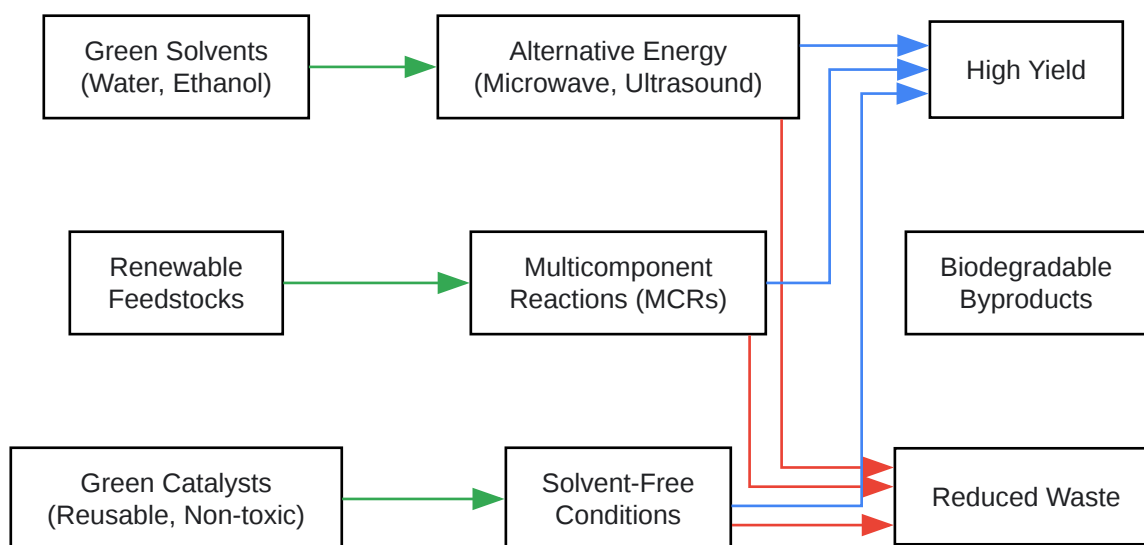 Green Solvents
(Water, Ethanol)
Alternative Energy
(Microwave, Ultrasound)
High Yield
Renewable
Feedstocks
Multicomponent
Reactions (MCRs)
Biodegradable
Byproducts
Green Catalysts
(Reusable, Non-toxic)
Solvent-Free
Conditions
Reduced Waste